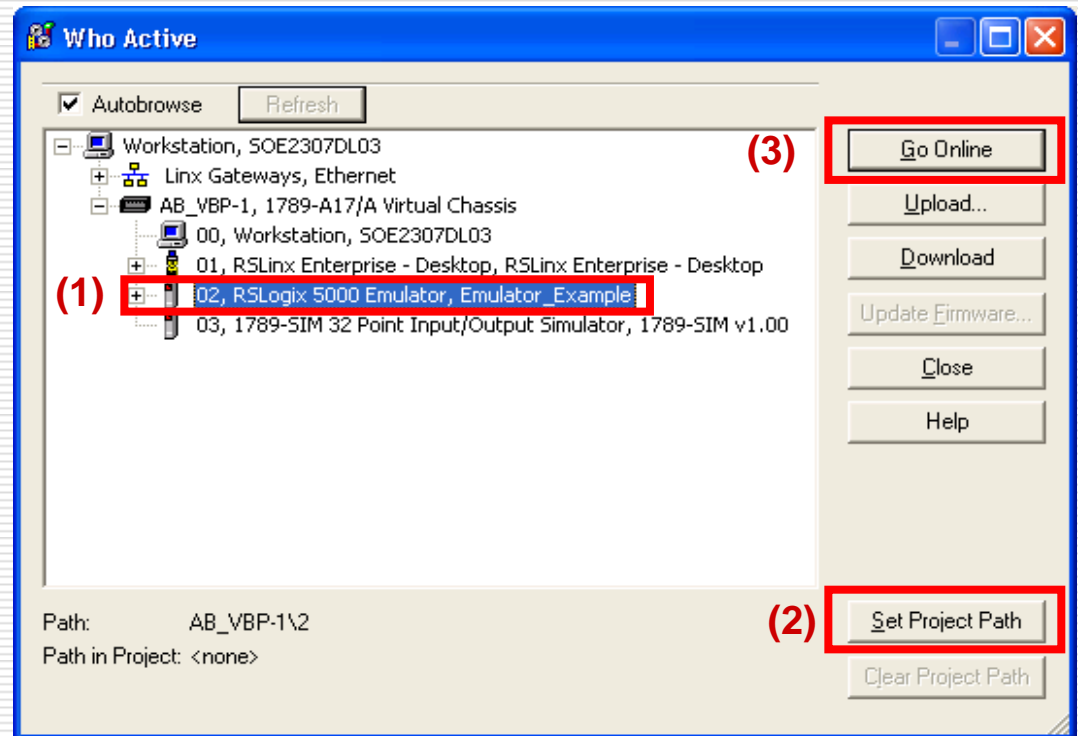 Who Active
Autobrowse
Refresh
Workstation, SOE2307DL03
Linx Gateways, Ethernet
AB_VBP-1, 1789-A17/A Virtual Chassis
00, Workstation, SOE2307DL03
01, RSLinx Enterprise - Desktop, RSLinx Enterprise - Desktop
(1)
02, RSLogix 5000 Emulator, Emulator_Example
03, 1789-SIM 32 Point Input/Output Simulator, 1789-SIM v1.00
(3)
Go Online
Upload...
Download
Update Firmware...
Close
Help
Path: AB_VBP-1\2
Path in Project: <none>
(2)
Set Project Path
Clear Project Path